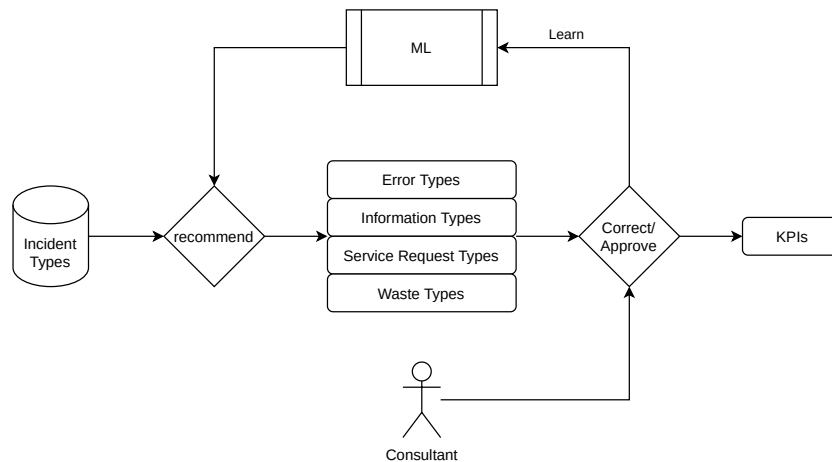 ML
Learn
Incident
Types
recommend
Error Types
Information Types
Service Request Types
Waste Types
Correct/
Approve
KPIs
Consultant